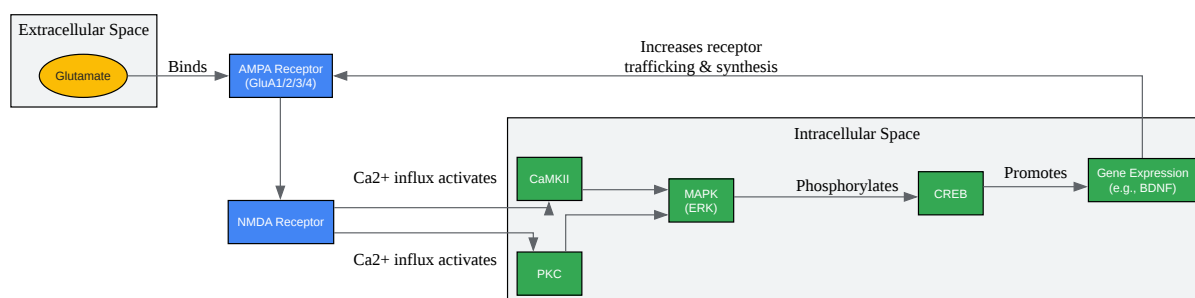 Extracellular Space
Glutamate
Binds
AMPA Receptor
(GluA1/2/3/4)
Increases receptor
trafficking & synthesis
Intracellular Space
Ca2+ influx activates
CaMKII
MAPK
(ERK)
Phosphorylates
CREB
Promotes
Gene Expression
(e.g., BDNF)
NMDA Receptor
Ca2+ influx activates
PKC